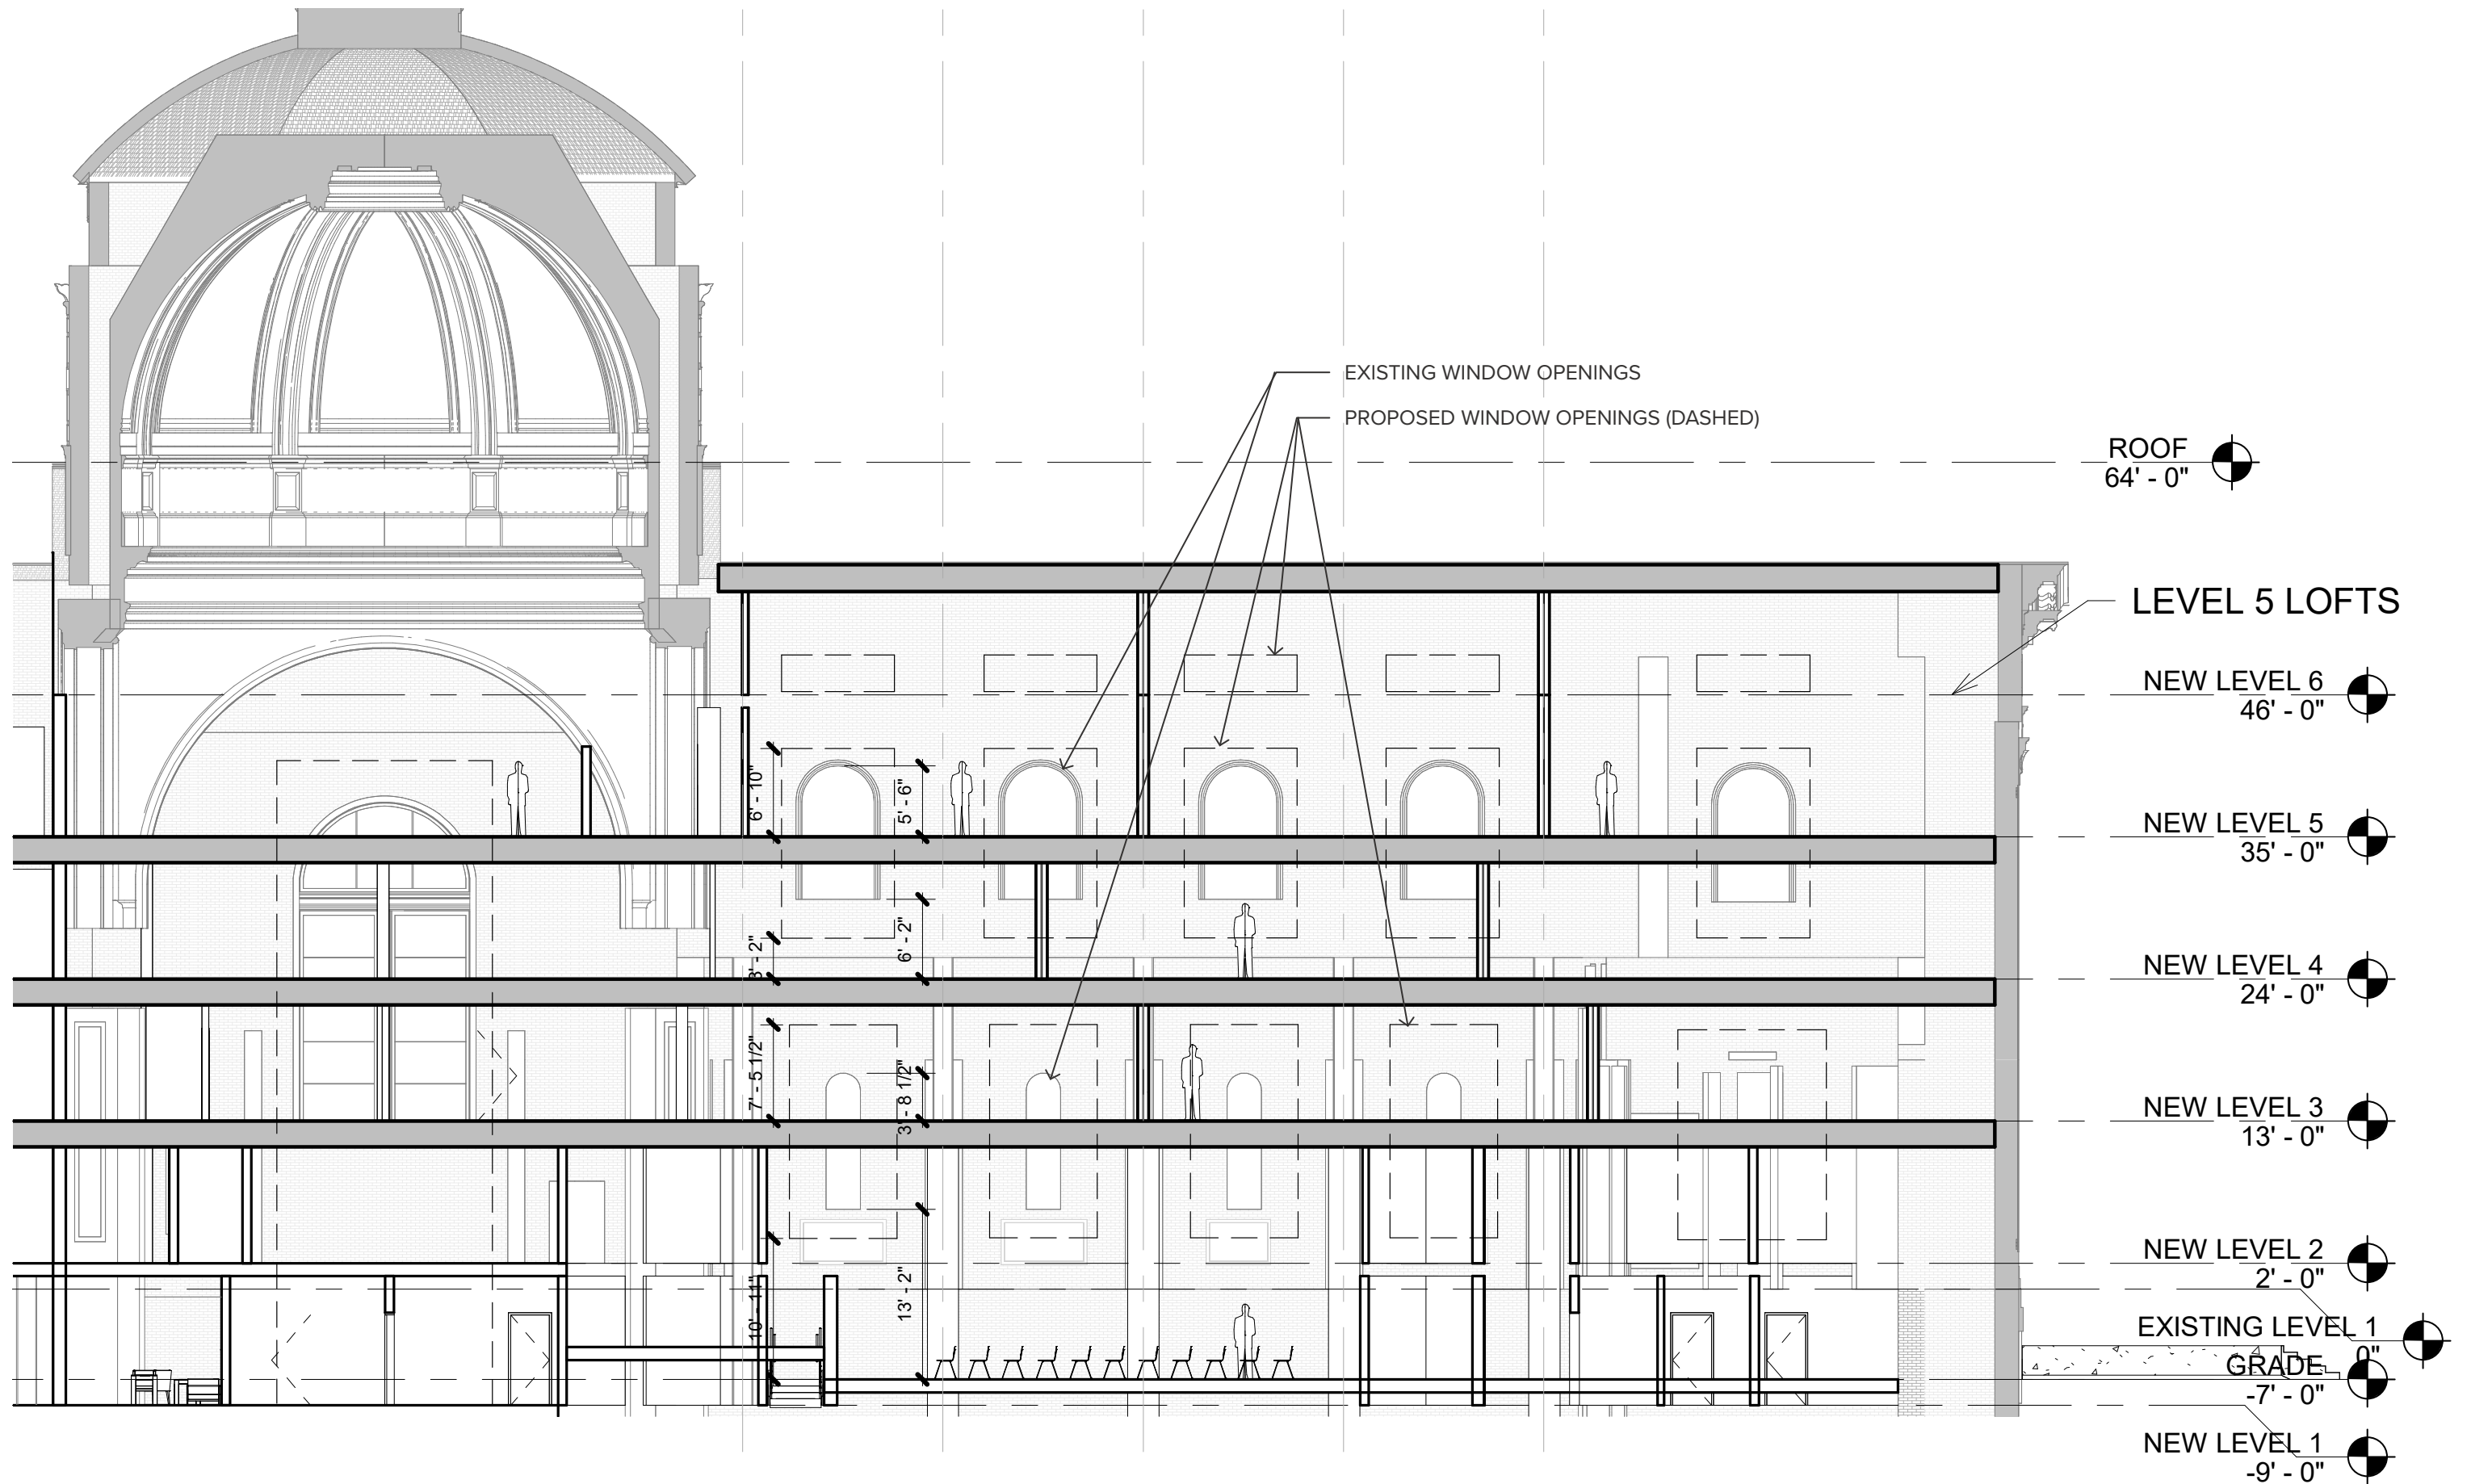 EXISTING WINDOW OPENINGS
PROPOSED WINDOW OPENINGS (DASHED)
ROOF
64' - 0"
LEVEL 5 LOFTS
NEW LEVEL 6
46' - 0"
6' - 10"
5' - 6"
NEW LEVEL 5
35' - 0"
3' - 2"
6' - 2"
NEW LEVEL 4
24' - 0"
7' - 5 1/2"
3' - 8 1/2"
NEW LEVEL 3
13' - 0"
NEW LEVEL 2
2' - 0"
10' - 11"
13' - 2"
EXISTING LEVEL 1
0"
GRADE
-7' - 0"
NEW LEVEL 1
-9' - 0"